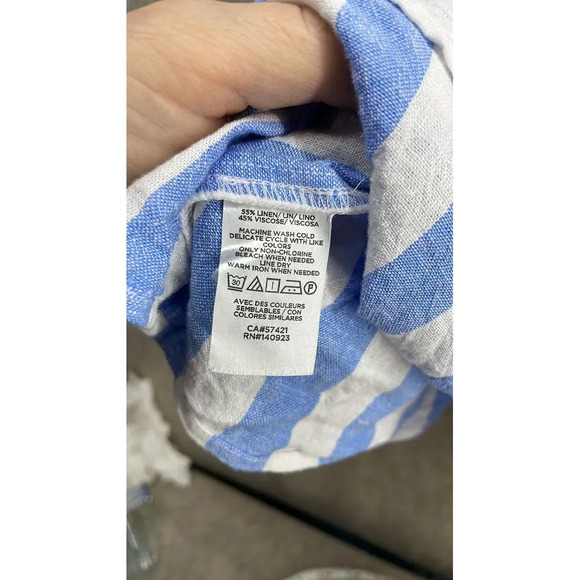 55% LINEN/LIN/LINO
45% VISCOSE/VISCOSA
MACHINE WASH COLD
DELICATE CYCLE WITH LIKE
COLORS
ONLY NON-CHLORINE
BLEACH WHEN NEEDED
LINE DRY
WARM IRON WHEN NEEDED
30 P
AVEC DES COULEURS
SEMBLABLES / CON
COLORES SIMILARES
CA#57421
RN#140923